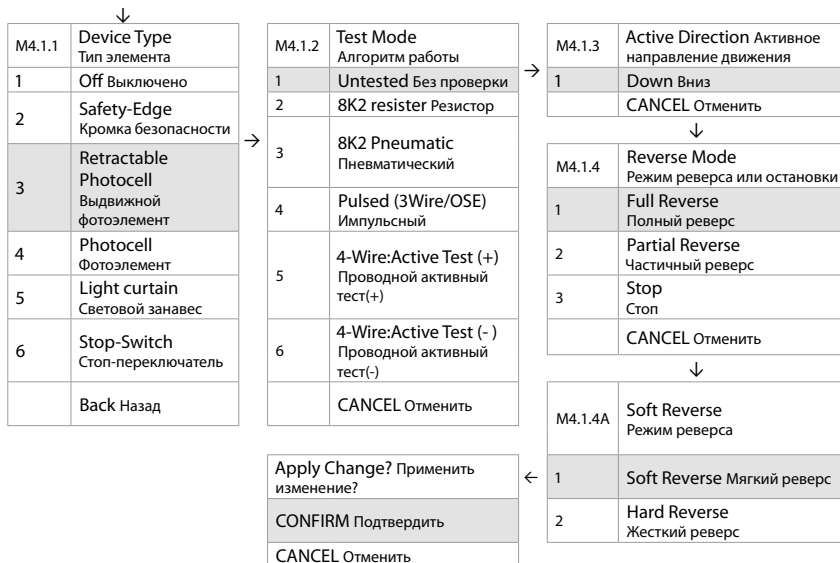 ↓
M4.1.1 Device Type
Тип элемента
1 Off Выключено
2 Safety-Edge
Кромка безопасности
3 Retractable
Photocell
Выдвижной
фотоэлемент
4 Photocell
Фотоэлемент
5 Light curtain
Световой занавес
6 Stop-Switch
Стоп-переключатель
Back Назад
→
M4.1.2 Test Mode
Алгоритм работы
1 Untested Без проверки
2 8K2 resister Резистор
3 8K2 Pneumatic
Пневматический
4 Pulsed (3Wire/OSE)
Импульсный
5 4-Wire:Active Test (+)
Проводной активный
тест(+)
6 4-Wire:Active Test (- )
Проводной активный
тест(-)
CANCEL Отменить
→
M4.1.3 Active Direction Активное
направление движения
1 Down Вниз
CANCEL Отменить
↓
M4.1.4 Reverse Mode
Режим реверса или остановки
1 Full Reverse
Полный реверс
2 Partial Reverse
Частичный реверс
3 Stop
Стоп
CANCEL Отменить
↓
M4.1.4A Soft Reverse
Режим реверса
1 Soft Reverse Мягкий реверс
2 Hard Reverse
Жесткий реверс
←
Apply Change? Применить
изменение?
CONFIRM Подтвердить
CANCEL Отменить